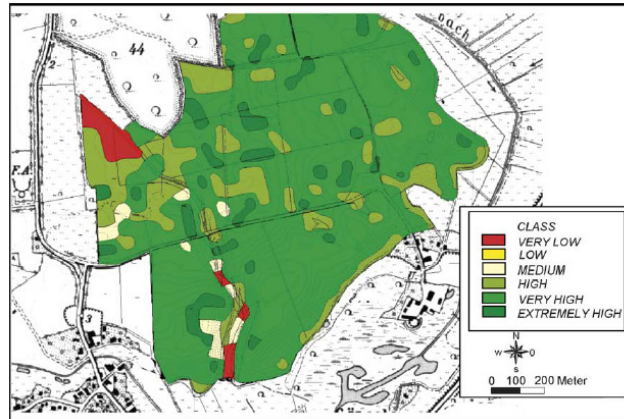 44
2
bach
F.A
3
CLASS
VERY LOW
LOW
MEDIUM
HIGH
VERY HIGH
EXTREMELY HIGH
N
W O
S
0 100 200 Meter